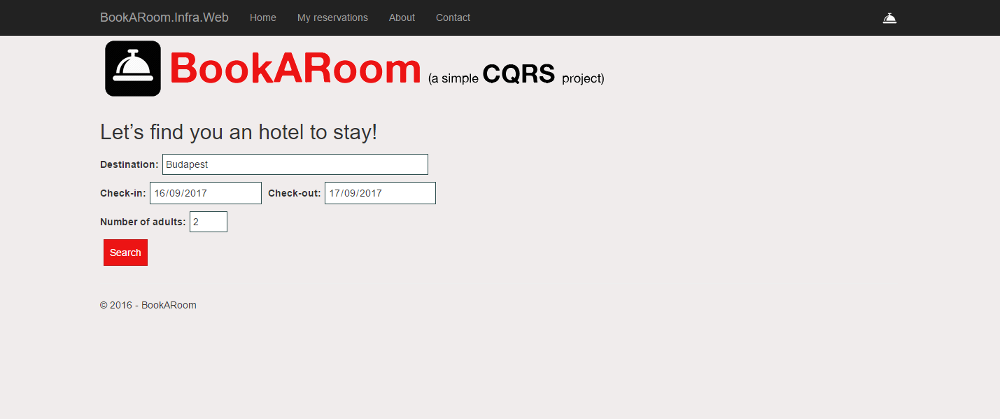 BookARoom.Infra.Web Home My reservations About Contact
BookARoom (a simple CQRS project)
Let’s find you an hotel to stay!
Destination: Budapest
Check-in: 16/09/2017 Check-out: 17/09/2017
Number of adults: 2
Search
© 2016 - BookARoom